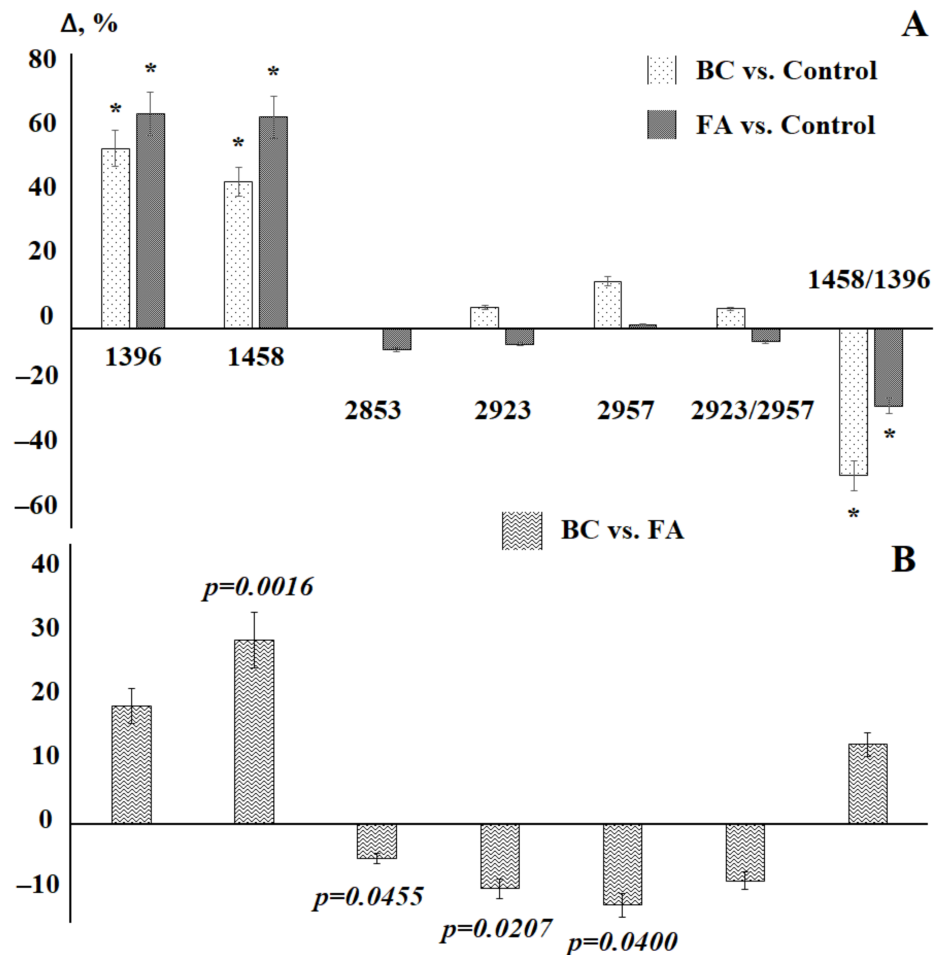 Δ, %
A
80
60
40
20
0
–20
–40
–60
BC vs. Control
FA vs. Control
* * * *
1396 1458 2853 2923 2957 2923/2957 1458/1396
* *
BC vs. FA
B
40
30
20
10
0
–10
p=0.0016
p=0.0455
p=0.0207
p=0.0400